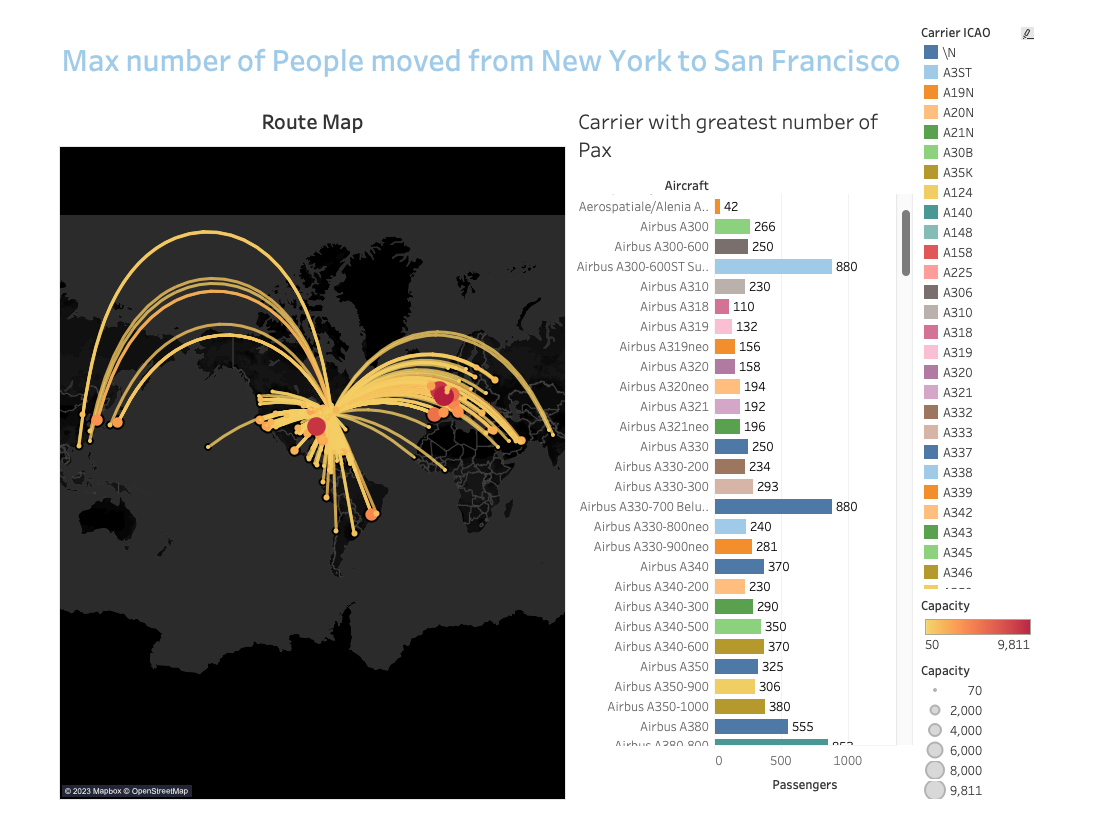 Max number of People moved from New York to San Francisco
Route Map
© 2023 Mapbox © OpenStreetMap
Carrier with greatest number of
Pax
Aircraft
Aerospatiale/Alenia A.. 42
Airbus A300 266
Airbus A300-600 250
Airbus A300-600ST Su.. 880
Airbus A310 230
Airbus A318 110
Airbus A319 132
Airbus A319neo 156
Airbus A320 158
Airbus A320neo 194
Airbus A321 192
Airbus A321neo 196
Airbus A330 250
Airbus A330-200 234
Airbus A330-300 293
Airbus A330-700 Belu.. 880
Airbus A330-800neo 240
Airbus A330-900neo 281
Airbus A340 370
Airbus A340-200 230
Airbus A340-300 290
Airbus A340-500 350
Airbus A340-600 370
Airbus A350 325
Airbus A350-900 306
Airbus A350-1000 380
Airbus A380 555
Airbus A380-800
0 500 1000
Passengers
Carrier ICAO
\N
A3ST
A19N
A20N
A21N
A30B
A35K
A124
A140
A148
A158
A225
A306
A310
A318
A319
A320
A321
A332
A333
A337
A338
A339
A342
A343
A345
A346
Capacity
50 9,811
Capacity
70
2,000
4,000
6,000
8,000
9,811